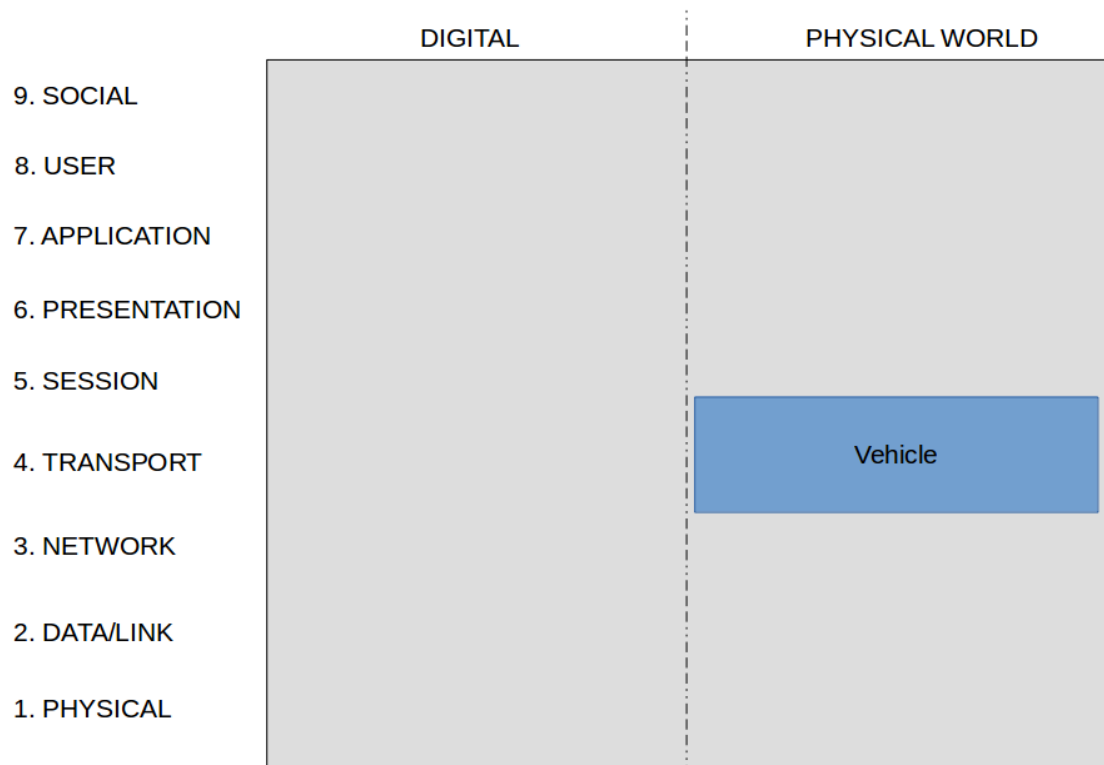 DIGITAL
PHYSICAL WORLD
9. SOCIAL
8. USER
7. APPLICATION
6. PRESENTATION
5. SESSION
4. TRANSPORT
Vehicle
3. NETWORK
2. DATA/LINK
1. PHYSICAL